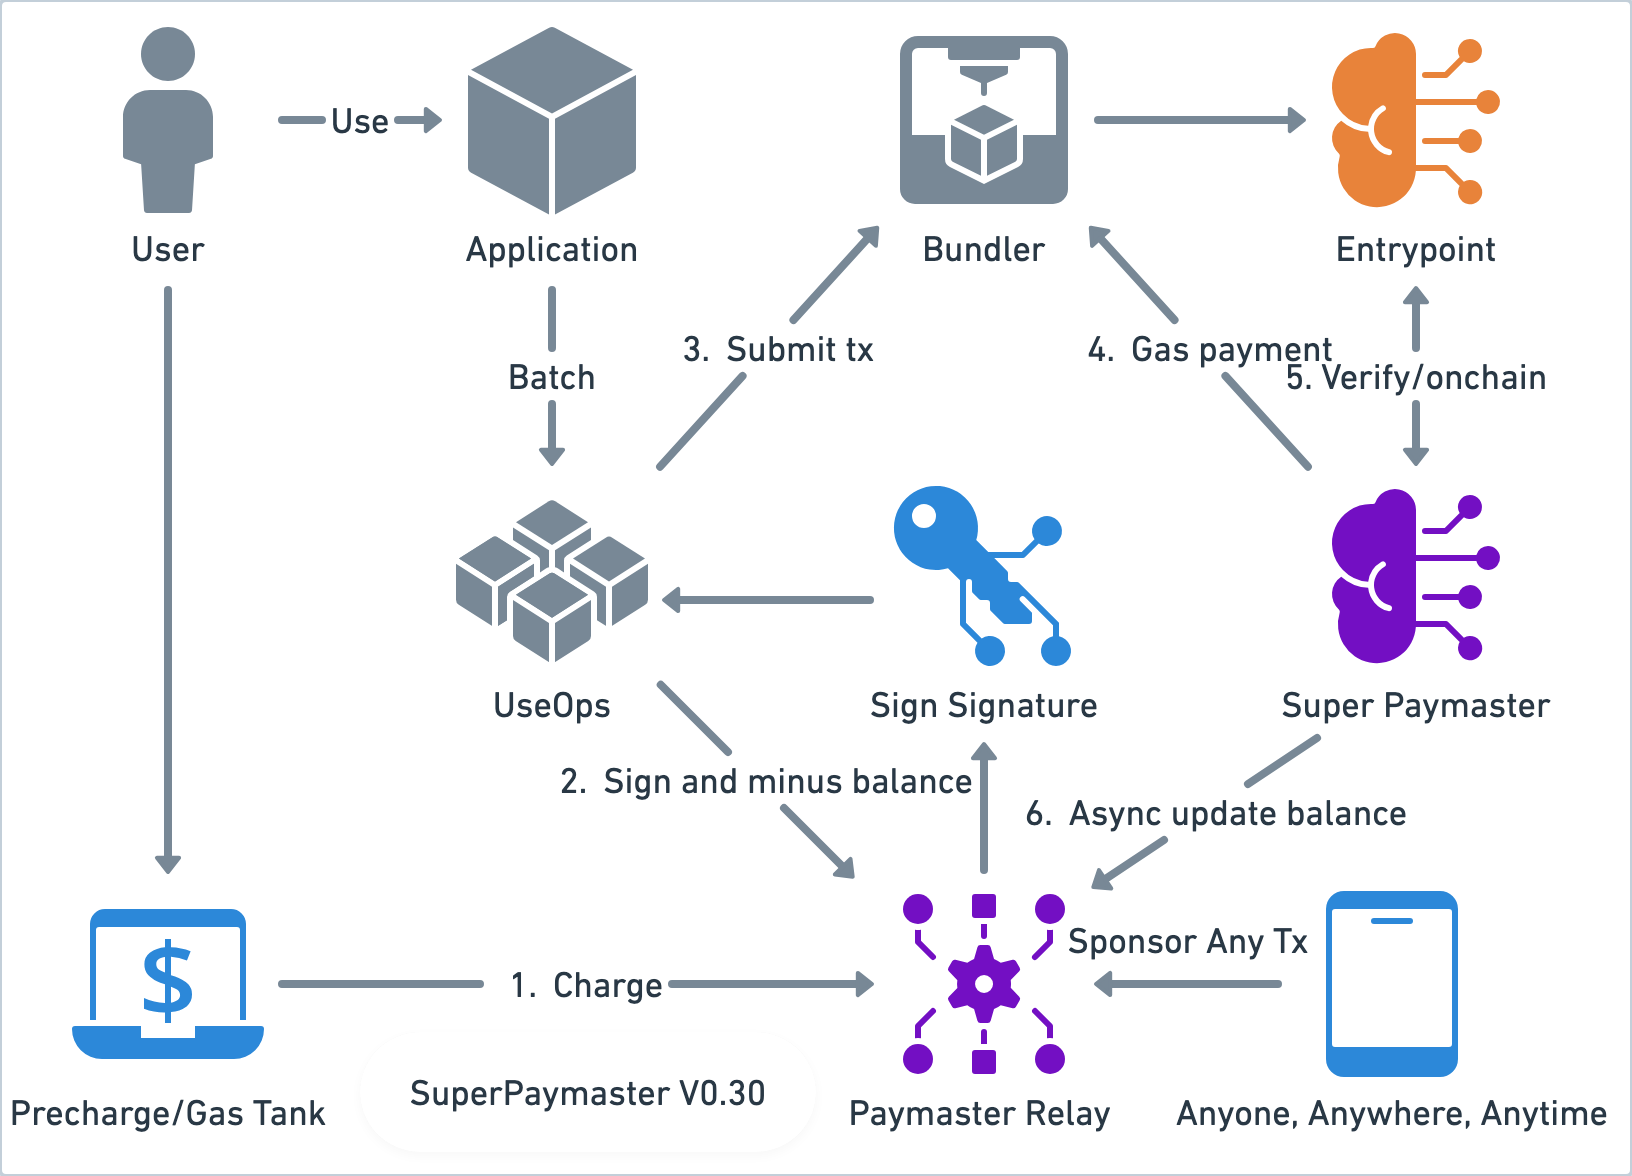 Use
User
Application
Bundler
Entrypoint
3. Submit tx
4. Gas payment
Batch
5. Verify/onchain
UseOps
Sign Signature
Super Paymaster
2. Sign and minus balance
6. Async update balance
Sponsor Any Tx
1. Charge
SuperPaymaster V0.30
Precharge/Gas Tank
Paymaster Relay
Anyone, Anywhere, Anytime